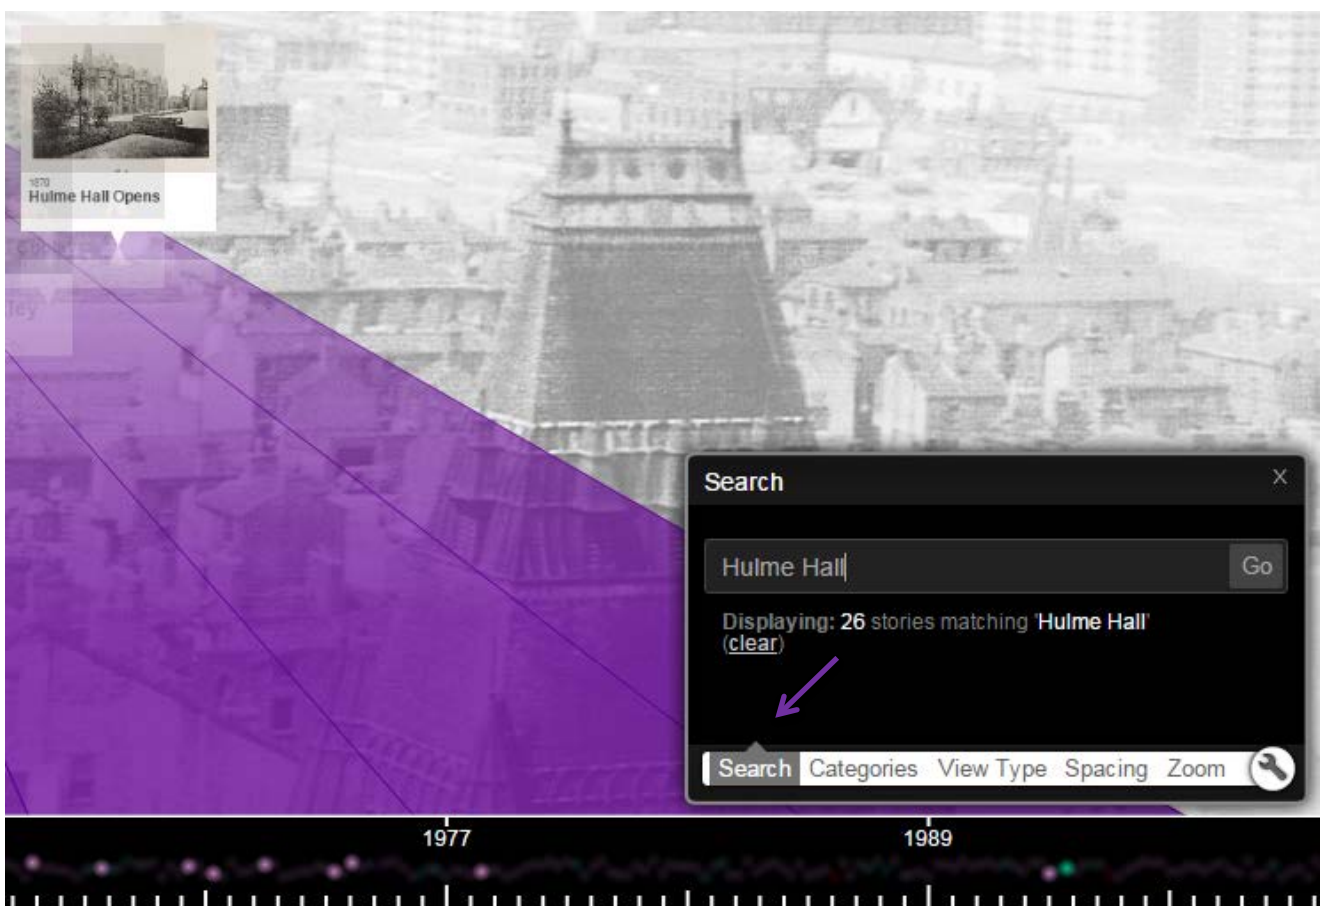 1870
Hulme Hall Opens
ley
Search
X
Hulme Hall
Go
Displaying: 26 stories matching 'Hulme Hall'
(clear)
Search Categories View Type Spacing Zoom
1977 1989